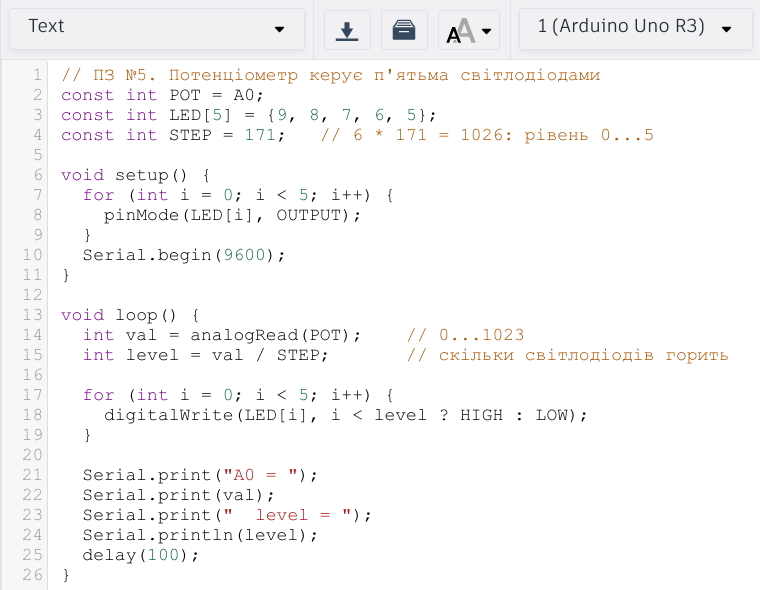 Text
1 (Arduino Uno R3)
1 // ПЗ №5. Потенціометр керує п'ятьма світлодіодами
2 const int POT = A0;
3 const int LED[5] = {9, 8, 7, 6, 5};
4 const int STEP = 171;   // 6 * 171 = 1026: рівень 0...5
5
6 void setup() {
7   for (int i = 0; i < 5; i++) {
8     pinMode(LED[i], OUTPUT);
9   }
10   Serial.begin(9600);
11 }
12
13 void loop() {
14   int val = analogRead(POT);    // 0...1023
15   int level = val / STEP;       // скільки світлодіодів горить
16
17   for (int i = 0; i < 5; i++) {
18     digitalWrite(LED[i], i < level ? HIGH : LOW);
19   }
20
21   Serial.print("A0 = ");
22   Serial.print(val);
23   Serial.print("  level = ");
24   Serial.println(level);
25   delay(100);
26 }